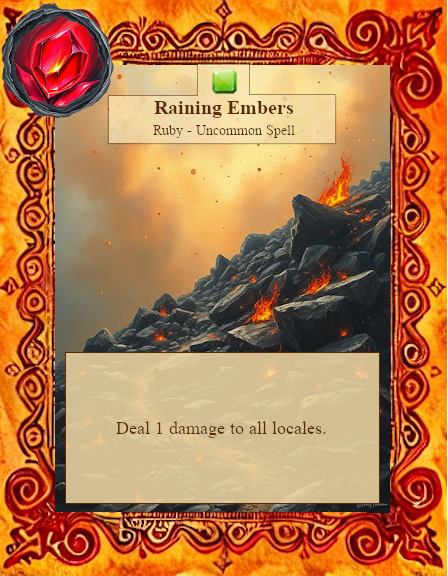 Raining Embers
Ruby - Uncommon Spell
Deal 1 damage to all locales.